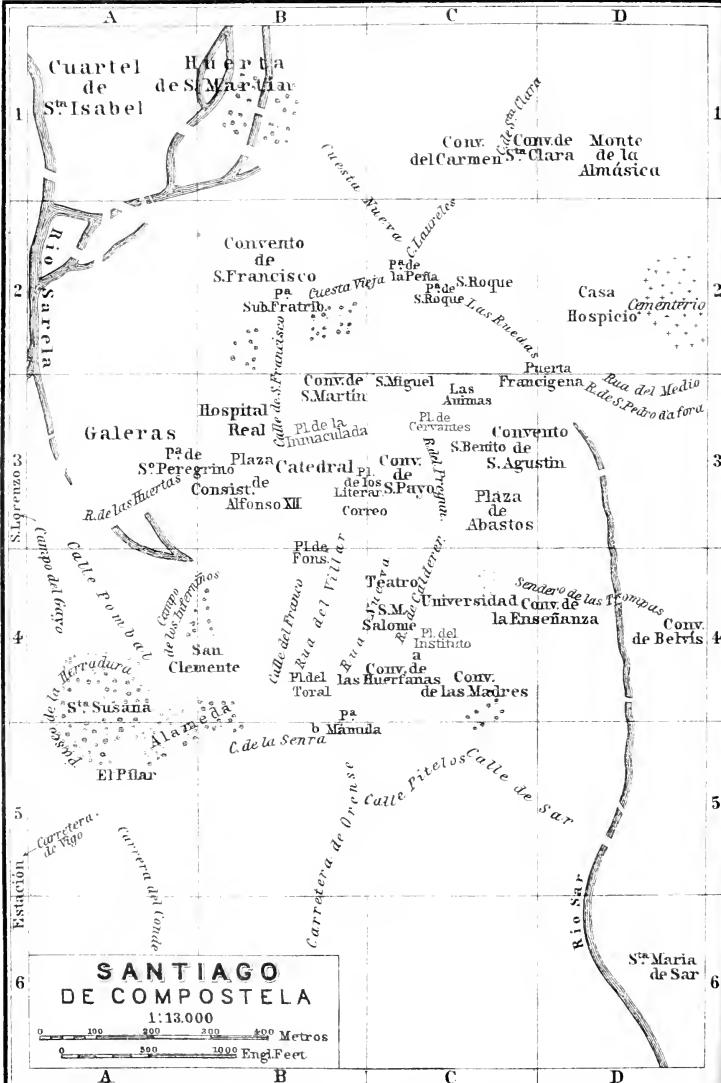 A B C D
Cuartel
de
S.ta Isabel
Huerta
de S. Martin
1
1
C. de Sta Clara
Conv.
del Carmen
Conv. de
S.ta Clara
Monte
de la
Almásica
Cuesta Nueva
C. Laureles
Rio Sarela
Convento
de
S. Francisco
Pa.
Sub. Fratrib.
Cuesta Vieja
Pa. de
la Peña
Pa. de
S. Roque
S. Roque
Las Ruedas
Casa
Hospicio
Cementerio
2
2
Calle de S. Francisco
Conv. de
S. Martin
S. Miguel
Las
Animas
Puerta
Francigena
Rua del Medio
R. de S. Pedro d'afora
Hospital
Real
Pl. de la
Inmaculada
Pl. de
Cervantes
Galeras
Pa. de
So. Peregrino
Plaza
de
Alfonso XII
Consist.
Catedral
Pl.
de los
Literar.
Correo
Conv.
de
S. Payo
R. del Pregun.
S. Benito
Convento
de
S. Agustin
Plaza
de
Abastos
3
3
S. Lorenzo
R. de las Huertas
Campo del Gayo
Calle Pombal
Campo
de los
San
Clemente
Pl. de
Fons.
Calle del Franco
Rua del Villar
Rua Nueva
Teatro
S. M.
Salome
R. de Calderer.
Universidad
Pl. del
Instituto
a
Conv. de
la Enseñanza
Sendero de las Trompas
Conv.
de Belvis
4
4
Paseo de la Herradura
S.ta Susana
Alameda
El Pilar
Pl. del
Toral
Conv. de
las Huerfanas
Conv.
de las Madres
Pa.
b Mámula
C. de la Senra
Calle Pitelos
Calle de Sar
5
5
Carretera
de Vigo
Estación
Carrera del Conde
Carretera de Orense
Rio Sar
S.ta Maria
de Sar
6
6
SANTIAGO
DE COMPOSTELA
1:13.000
0 100 200 300 400 Metros
0 500 1000 Engl. Feet
A B C D